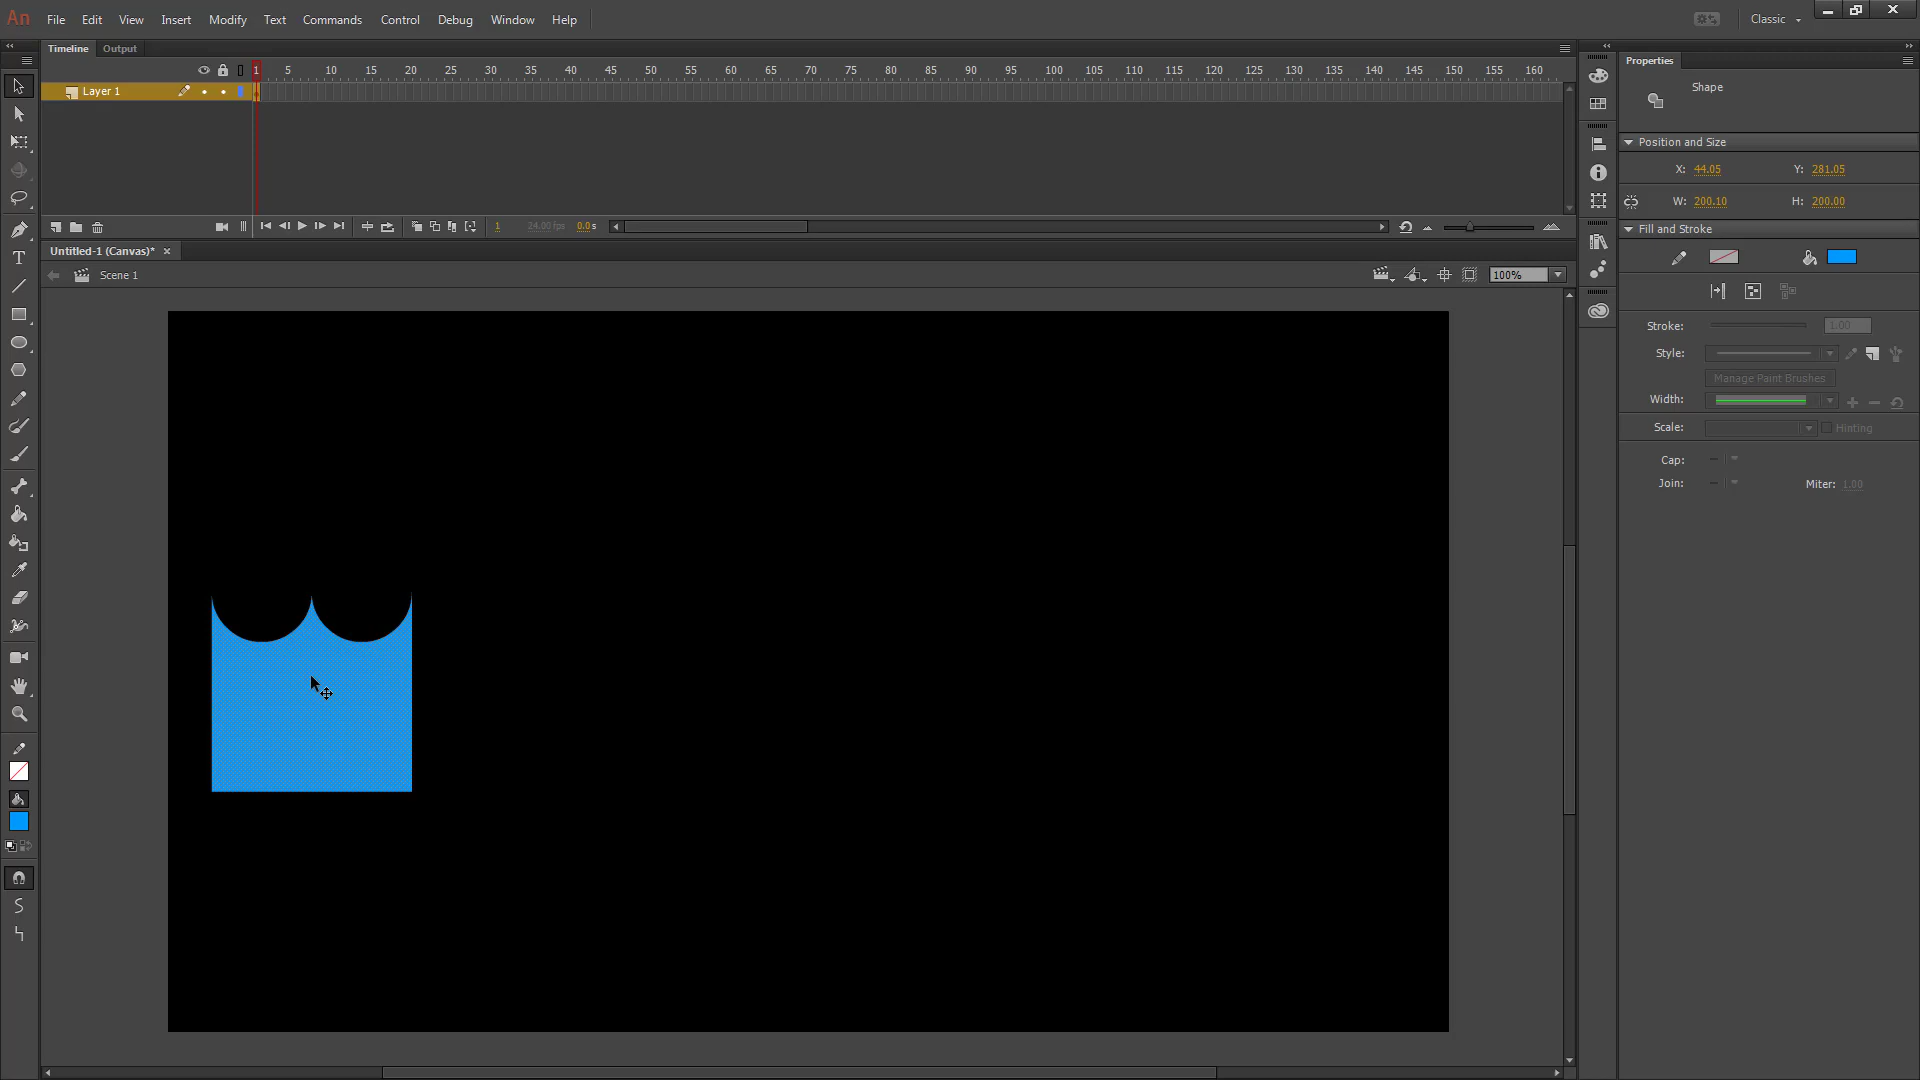 An File Edit View Insert Modify Text Commands Control Debug Window Help Classic
Timeline Output
Properties
1 5 10 15 20 25 30 35 40 45 50 55 60 65 70 75 80 85 90 95 100 105 110 115 120 125 130 135 140 145 150 155 160
Layer 1
Shape
Position and Size
X: 44.05 Y: 281.05
W: 200.10 H: 200.00
1 24.00 fps 0.0 s
Fill and Stroke
Untitled-1 (Canvas)*
Scene 1
100%
Stroke: 1.00
Style:
Manage Paint Brushes
Width:
Scale: Hinting
Cap:
Join: Miter: 1.00